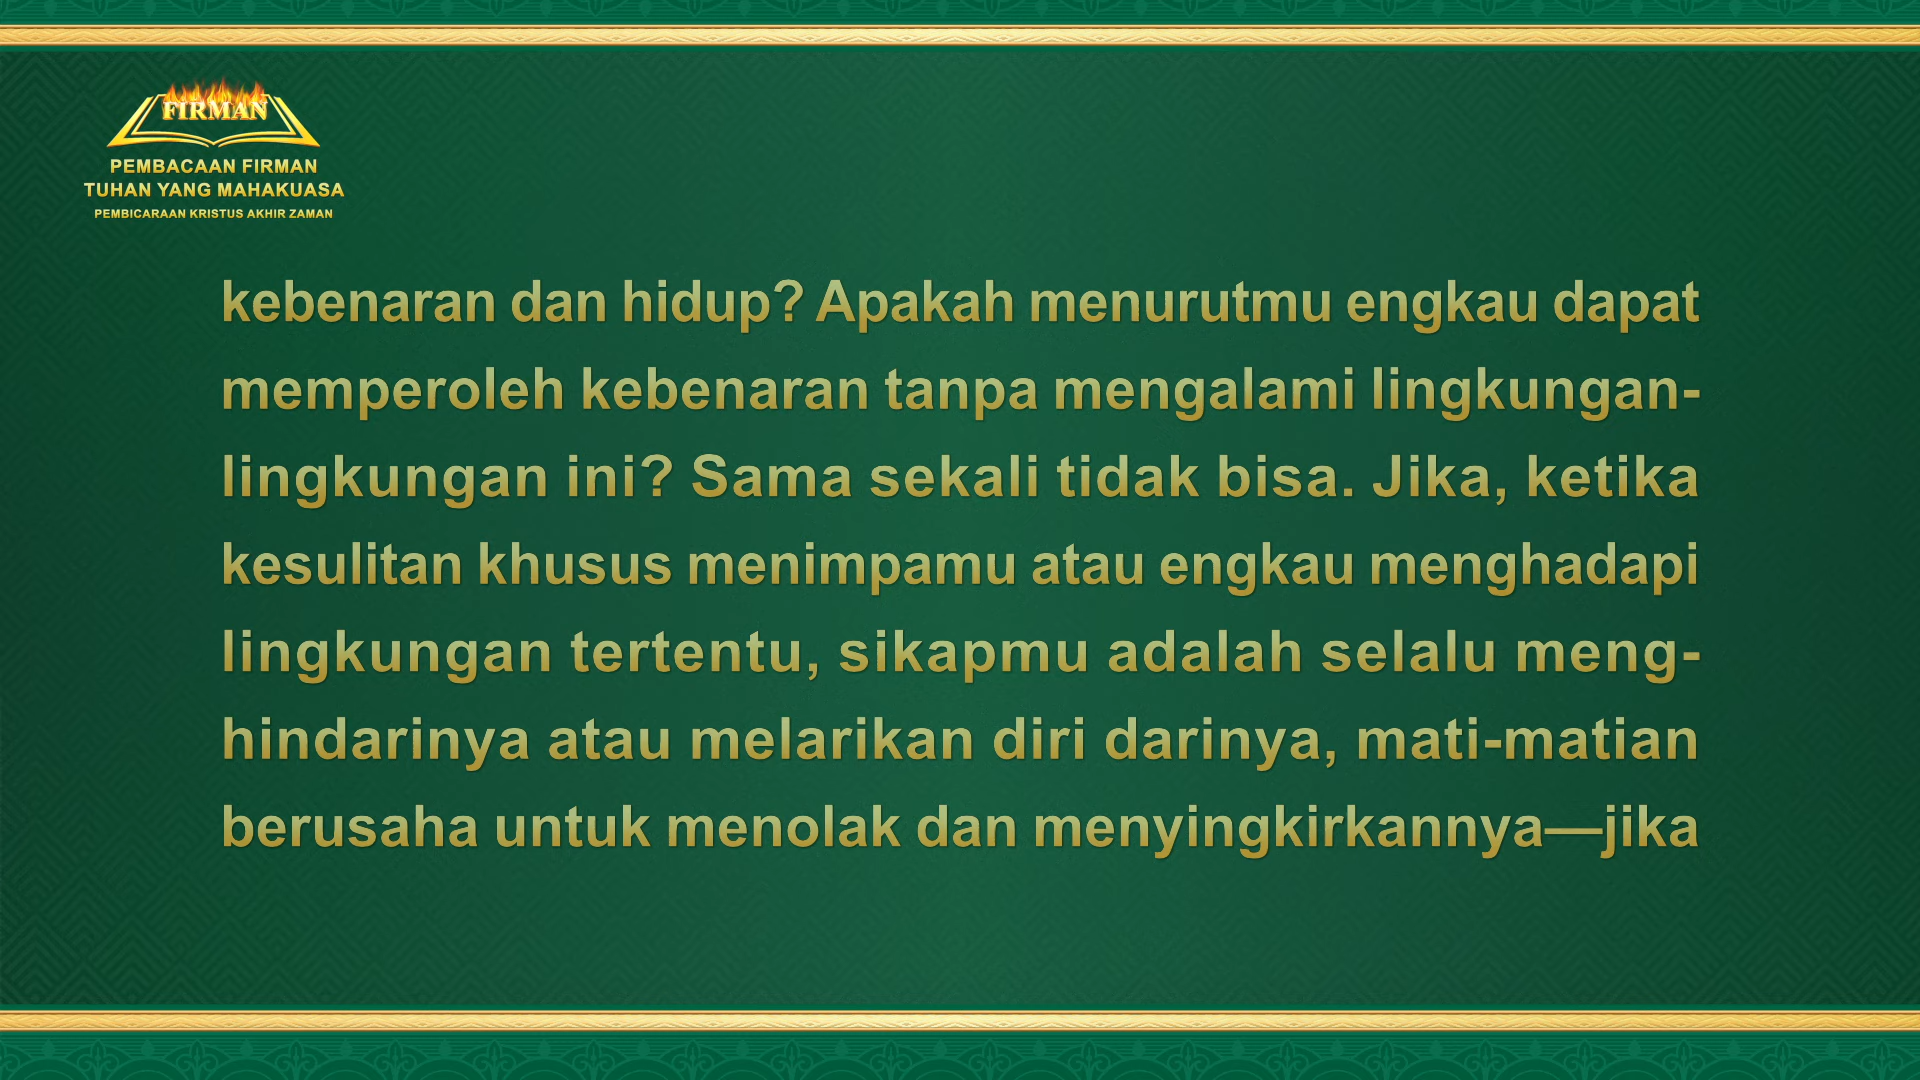 FIRMAN
PEMBACAAN FIRMAN
TUHAN YANG MAHAKUASA
PEMBICARAAN KRISTUS AKHIR ZAMAN
kebenaran dan hidup? Apakah menurutmu engkau dapat
memperoleh kebenaran tanpa mengalami lingkungan-
lingkungan ini? Sama sekali tidak bisa. Jika, ketika
kesulitan khusus menimpamu atau engkau menghadapi
lingkungan tertentu, sikapmu adalah selalu meng-
hindarinya atau melarikan diri darinya, mati-matian
berusaha untuk menolak dan menyingkirkannya—jika